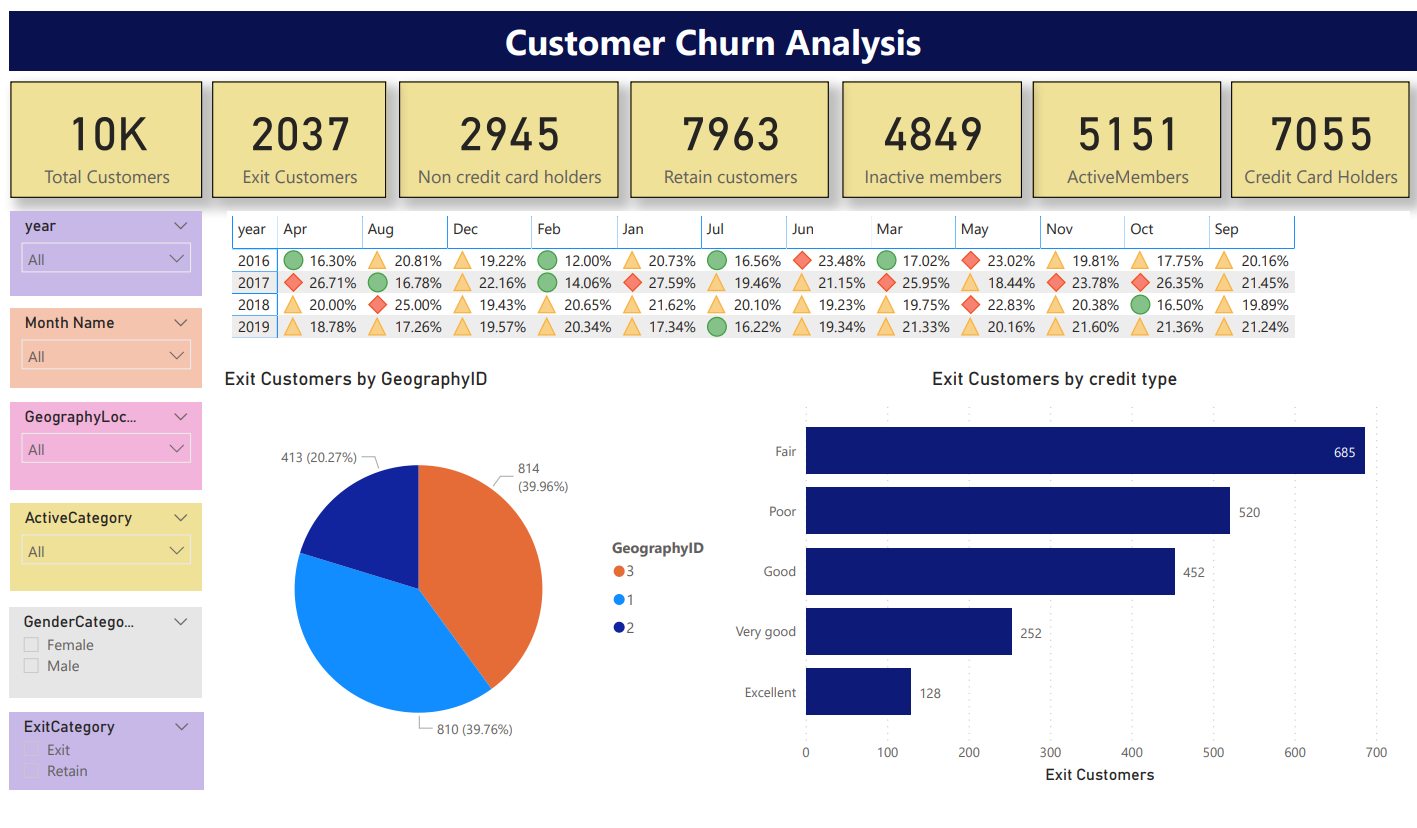 Customer Churn Analysis
10K
Total Customers
2037
Exit Customers
2945
Non credit card holders
7963
Retain customers
4849
Inactive members
5151
ActiveMembers
7055
Credit Card Holders
year
All
Month Name
All
GeographyLoc...
All
ActiveCategory
All
GenderCatego...
Female
Male
ExitCategory
Exit
Retain
year Apr Aug Dec Feb Jan Jul Jun Mar May Nov Oct Sep
2016 16.30% 20.81% 19.22% 12.00% 20.73% 16.56% 23.48% 17.02% 23.02% 19.81% 17.75% 20.16%
2017 26.71% 16.78% 22.16% 14.06% 27.59% 19.46% 21.15% 25.95% 18.44% 23.78% 26.35% 21.45%
2018 20.00% 25.00% 19.43% 20.65% 21.62% 20.10% 19.23% 19.75% 22.83% 20.38% 16.50% 19.89%
2019 18.78% 17.26% 19.57% 20.34% 17.34% 16.22% 19.34% 21.33% 20.16% 21.60% 21.36% 21.24%
Exit Customers by GeographyID
413 (20.27%)
814
(39.96%)
810 (39.76%)
GeographyID
3
1
2
Exit Customers by credit type
Fair 685
Poor 520
Good 452
Very good 252
Excellent 128
0 100 200 300 400 500 600 700
Exit Customers